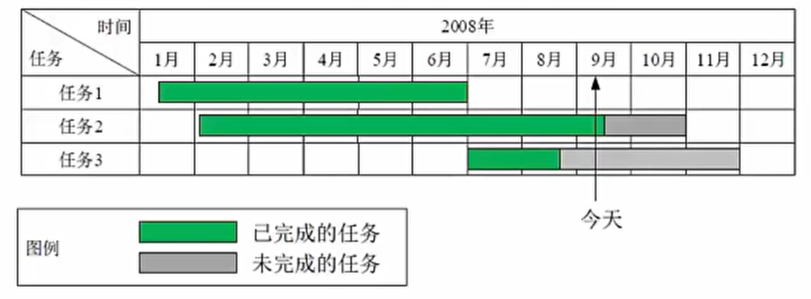 时间
2008年
任务
1月 2月 3月 4月 5月 6月 7月 8月 9月 10月 11月 12月
任务1
任务2
任务3
今天
图例
已完成的任务
未完成的任务